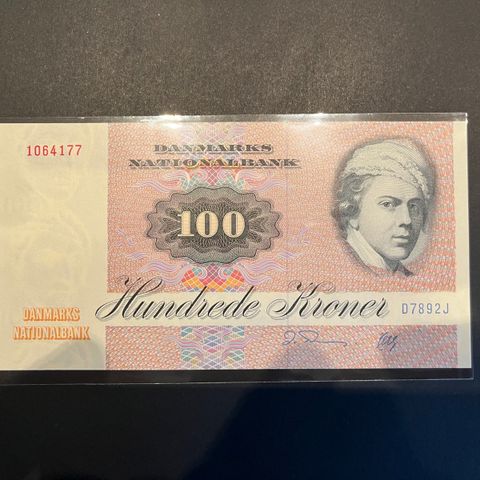 1064177
DANMARKS
NATIONALBANK
100
Hundrede Kroner
D7892J
DANMARKS
NATIONALBANK